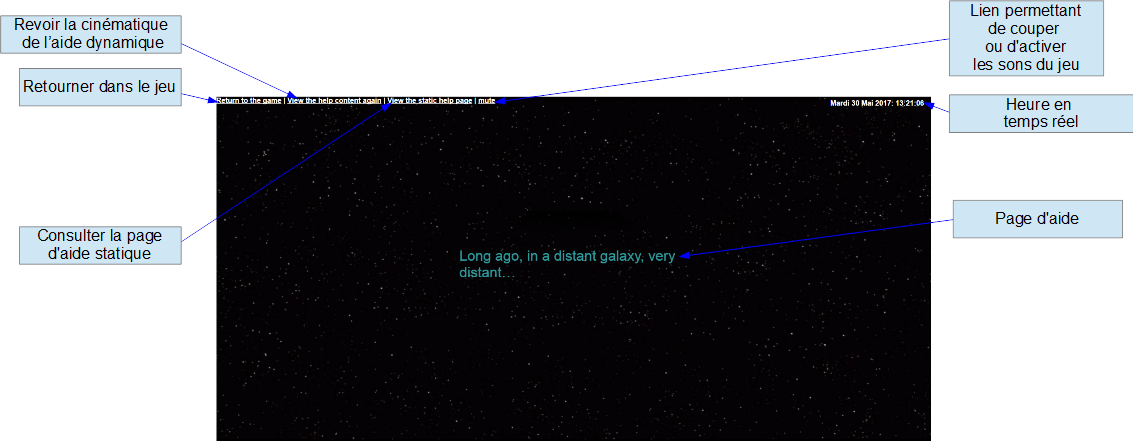 Revoir la cinématique
de l'aide dynamique
Retourner dans le jeu
Lien permettant
de couper
ou d'activer
les sons du jeu
Return to the game | View the help content again | View the static help page | mute
Mardi 30 Mai 2017: 13:21:06
Heure en
temps réel
Consulter la page
d'aide statique
Page d'aide
Long ago, in a distant galaxy, very
distant...